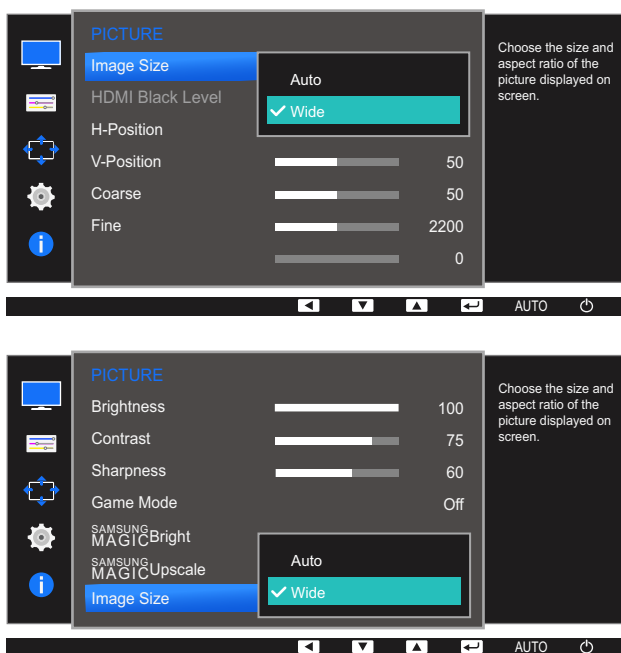 PICTURE
Image Size
Auto
HDMI Black Level
Wide
H-Position
V-Position 50
Coarse 50
Fine 2200
0
Choose the size and
aspect ratio of the
picture displayed on
screen.
AUTO
PICTURE
Brightness 100
Contrast 75
Sharpness 60
Game Mode Off
SAMSUNG
MAGICBright
SAMSUNG
MAGICUpscale
Auto
Image Size
Wide
Choose the size and
aspect ratio of the
picture displayed on
screen.
AUTO